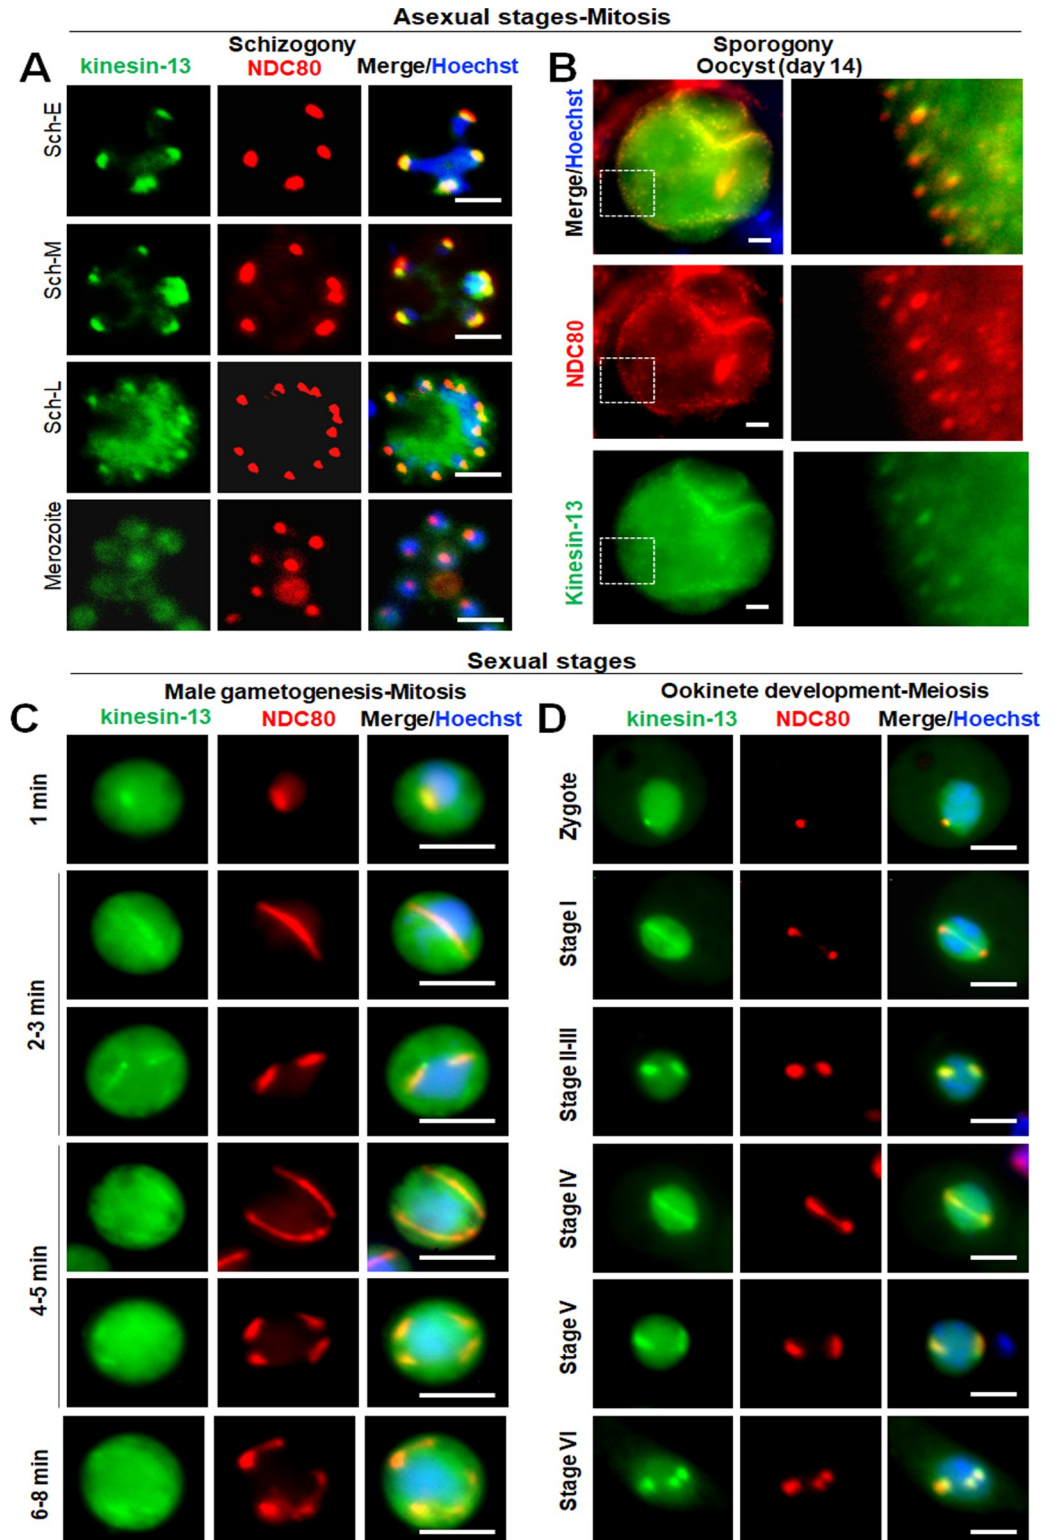 Asexual stages-Mitosis
A
Schizogony
kinesin-13 NDC80 Merge/Hoechst
Sch-E
Sch-M
Sch-L
Merozoite
B
Sporogony
Oocyst (day 14)
Merge/Hoechst
NDC80
Kinesin-13
Sexual stages
C
Male gametogenesis-Mitosis
kinesin-13 NDC80 Merge/Hoechst
1 min
2-3 min
4-5 min
6-8 min
D
Ookinete development-Meiosis
kinesin-13 NDC80 Merge/Hoechst
Zygote
Stage I
Stage II-III
Stage IV
Stage V
Stage VI